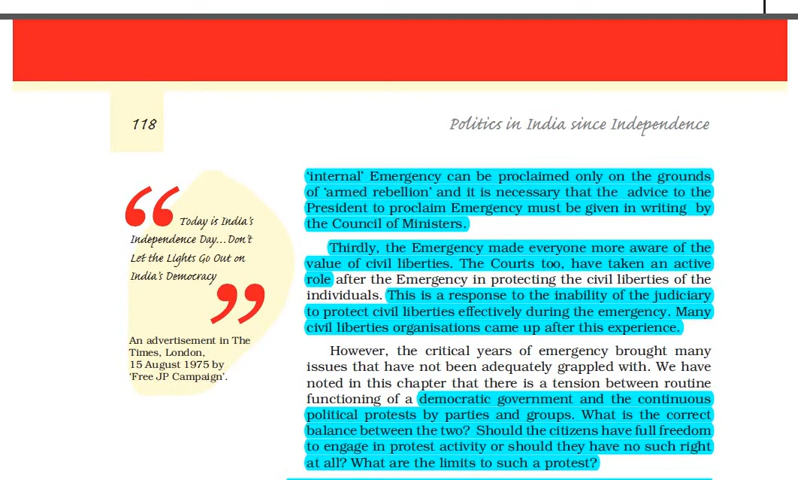 118
Politics in India since Independence
“Today is India's
Independence Day...Don't
Let the Lights Go Out on
India's Democracy
”
An advertisement in The
Times, London,
15 August 1975 by
‘Free JP Campaign’.
‘internal’ Emergency can be proclaimed only on the grounds
of ‘armed rebellion’ and it is necessary that the advice to the
President to proclaim Emergency must be given in writing by
the Council of Ministers.
Thirdly, the Emergency made everyone more aware of the
value of civil liberties. The Courts too, have taken an active
role after the Emergency in protecting the civil liberties of the
individuals. This is a response to the inability of the judiciary
to protect civil liberties effectively during the emergency. Many
civil liberties organisations came up after this experience.
However, the critical years of emergency brought many
issues that have not been adequately grappled with. We have
noted in this chapter that there is a tension between routine
functioning of a democratic government and the continuous
political protests by parties and groups. What is the correct
balance between the two? Should the citizens have full freedom
to engage in protest activity or should they have no such right
at all? What are the limits to such a protest?